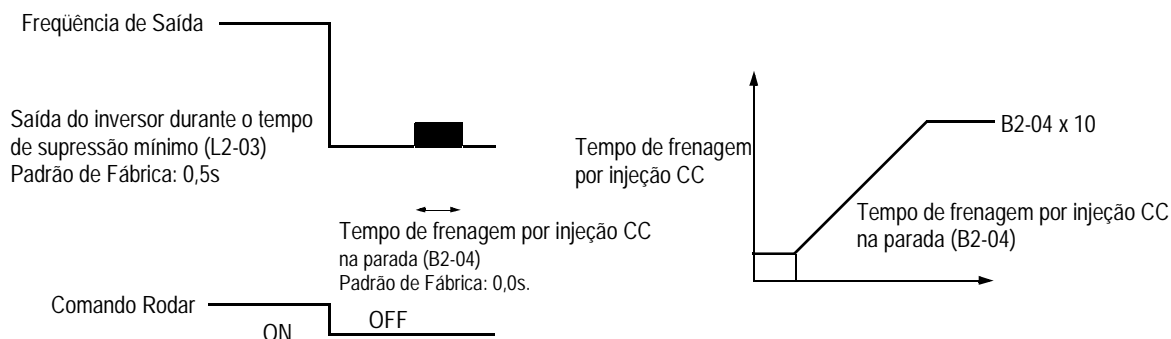 Freqüência de Saída
Saída do inversor durante o tempo
de supressão mínimo (L2-03)
Padrão de Fábrica: 0,5s
Tempo de frenagem por injeção CC
na parada (B2-04)
Padrão de Fábrica: 0,0s.
Comando Rodar
ON
OFF
Tempo de frenagem
por injeção CC
B2-04 x 10
Tempo de frenagem por injeção CC
na parada (B2-04)